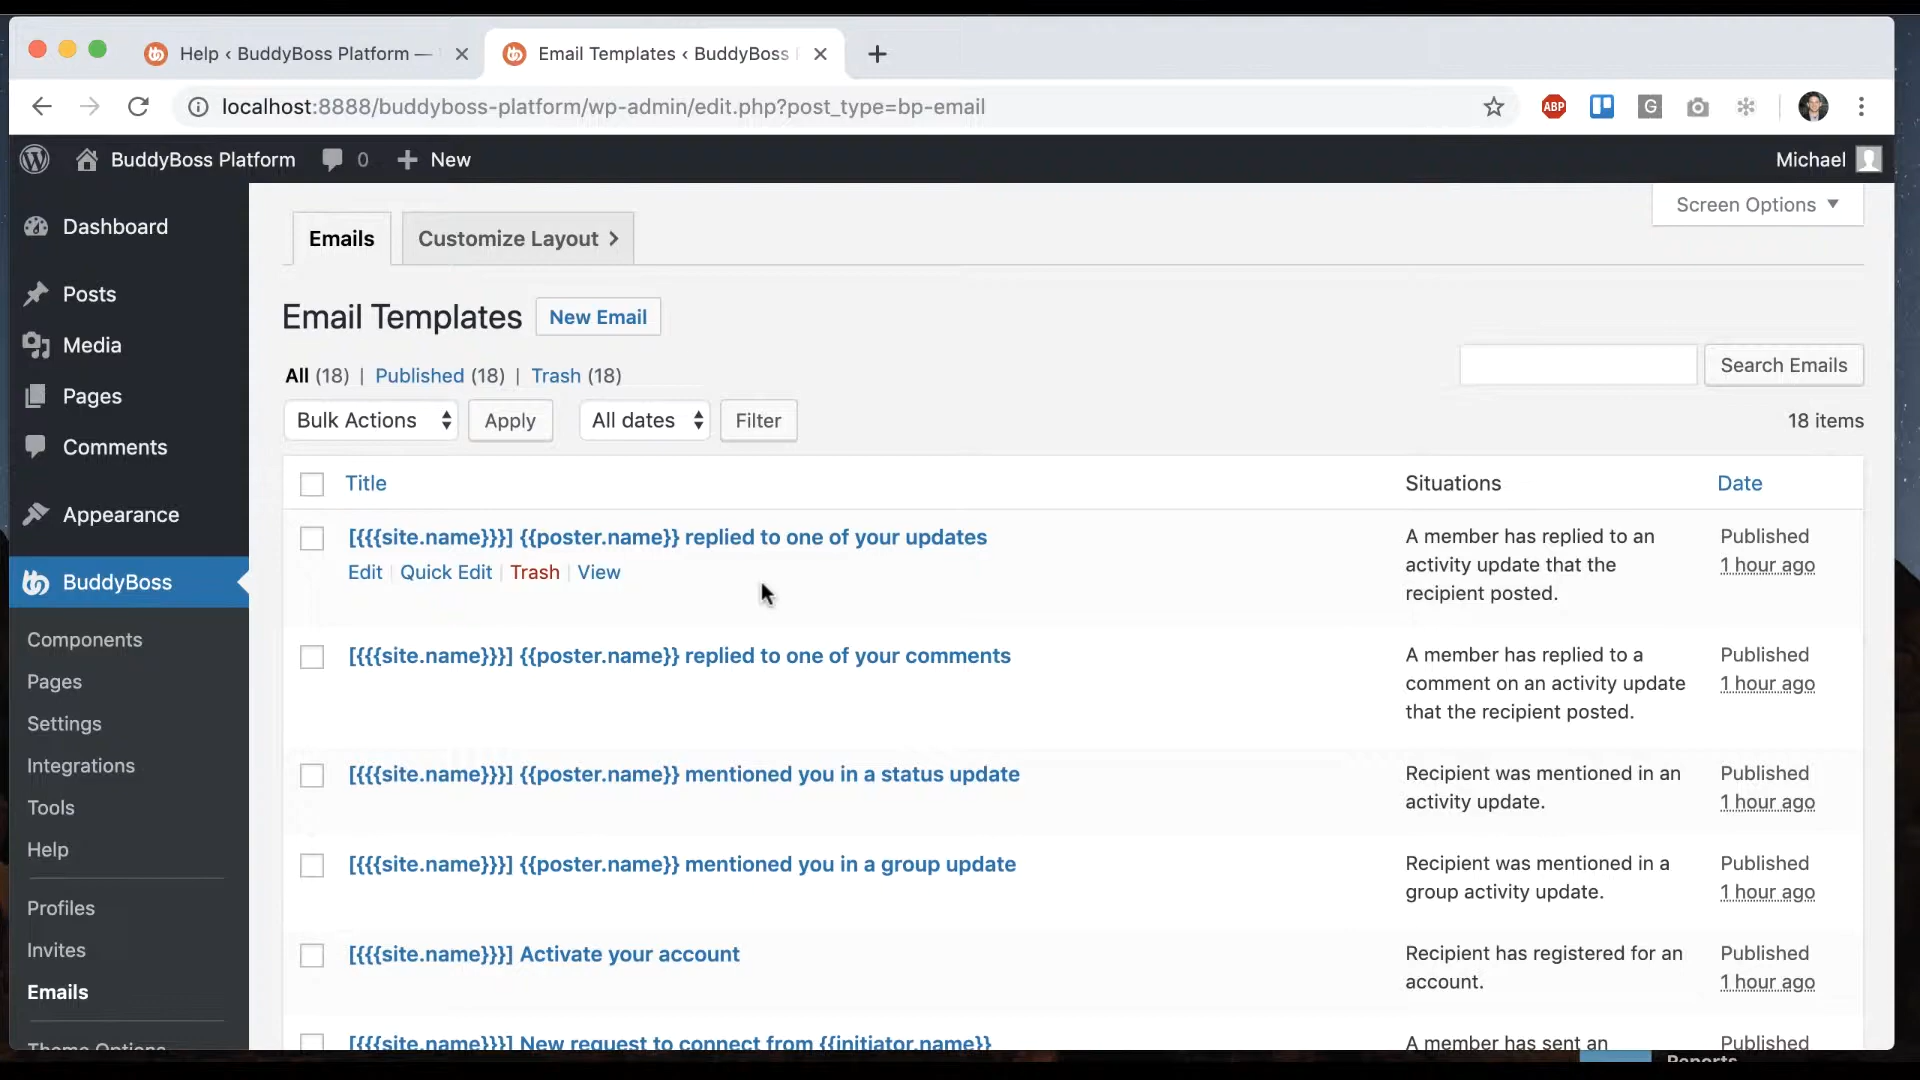 Help ‹ BuddyBoss Platform —
Email Templates ‹ BuddyBoss
localhost:8888/buddyboss-platform/wp-admin/edit.php?post_type=bp-email
ABP
G
BuddyBoss Platform
0
New
Michael
Screen Options
Dashboard
Posts
Media
Pages
Comments
Appearance
BuddyBoss
Components
Pages
Settings
Integrations
Tools
Help
Profiles
Invites
Emails
Theme Options
Emails
Customize Layout
Email Templates
New Email
All (18) | Published (18) | Trash (18)
Search Emails
Bulk Actions
Apply
All dates
Filter
18 items
Title
Situations
Date
[{{{site.name}}}] {{poster.name}} replied to one of your updates
Edit | Quick Edit | Trash | View
A member has replied to an
activity update that the
recipient posted.
Published
1 hour ago
[{{{site.name}}}] {{poster.name}} replied to one of your comments
A member has replied to a
comment on an activity update
that the recipient posted.
Published
1 hour ago
[{{{site.name}}}] {{poster.name}} mentioned you in a status update
Recipient was mentioned in an
activity update.
Published
1 hour ago
[{{{site.name}}}] {{poster.name}} mentioned you in a group update
Recipient was mentioned in a
group activity update.
Published
1 hour ago
[{{{site.name}}}] Activate your account
Recipient has registered for an
account.
Published
1 hour ago
[{{{site.name}}}] New request to connect from {{initiator.name}}
A member has sent an
Published
Reports